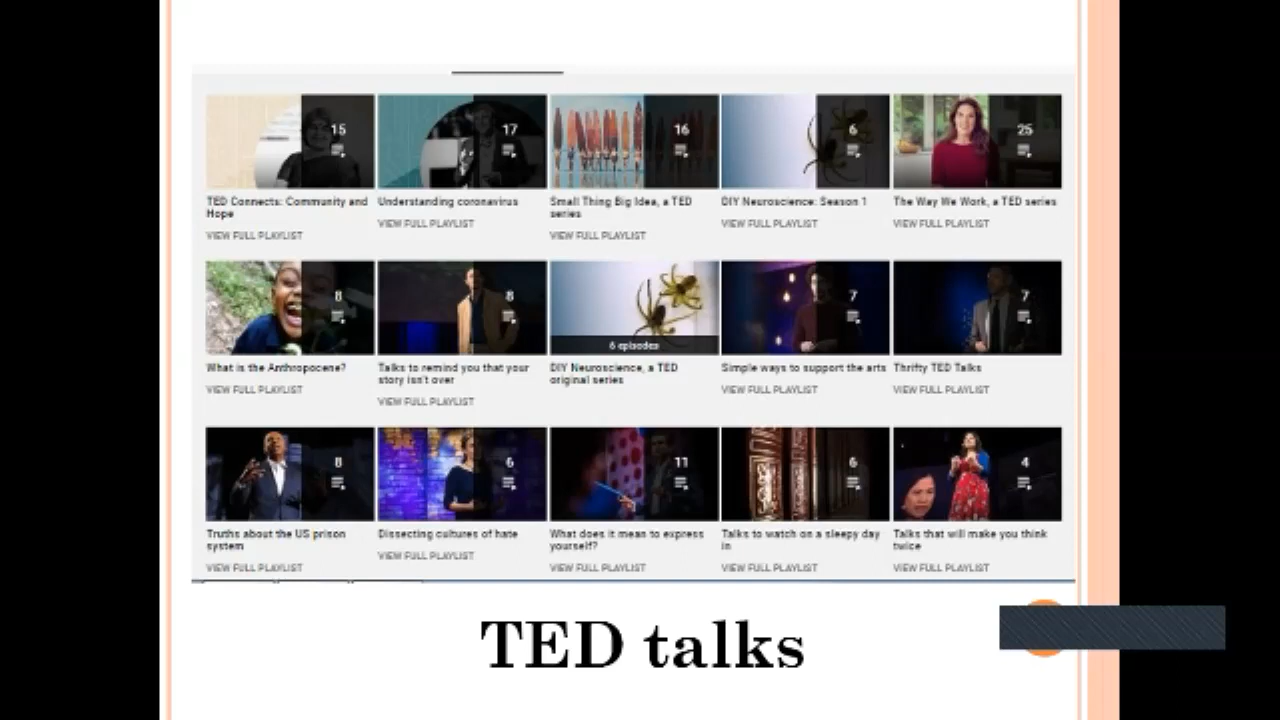 15
17
16
6
25
TED Connects: Community and
Hope
VIEW FULL PLAYLIST
Understanding coronavirus
VIEW FULL PLAYLIST
Small Thing Big Idea, a TED
series
VIEW FULL PLAYLIST
DIY Neuroscience: Season 1
VIEW FULL PLAYLIST
The Way We Work, a TED series
VIEW FULL PLAYLIST
8
8
6 episodes
7
7
What is the Anthropocene?
VIEW FULL PLAYLIST
Talks to remind you that your
story isn't over
VIEW FULL PLAYLIST
DIY Neuroscience, a TED
original series
Simple ways to support the arts
VIEW FULL PLAYLIST
Thrifty TED Talks
VIEW FULL PLAYLIST
8
6
11
6
4
Truths about the US prison
system
VIEW FULL PLAYLIST
Dissecting cultures of hate
VIEW FULL PLAYLIST
What does it mean to express
yourself?
VIEW FULL PLAYLIST
Talks to watch on a sleepy day
in
VIEW FULL PLAYLIST
Talks that will make you think
twice
VIEW FULL PLAYLIST
TED talks